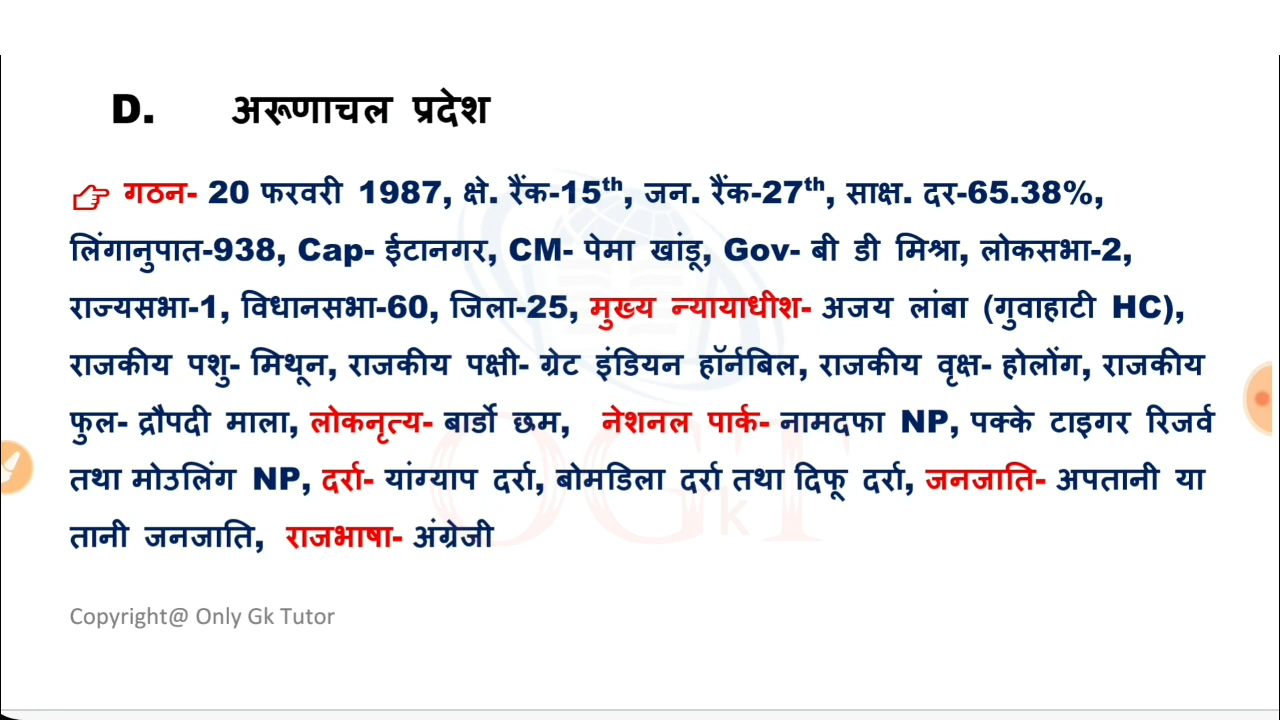 D. अरूणाचल प्रदेश
👉 गठन- 20 फरवरी 1987, क्षे. रैंक-15th, जन. रैंक-27th, साक्ष. दर-65.38%,
लिंगानुपात-938, Cap- ईटानगर, CM- पेमा खांडू, Gov- बी डी मिश्रा, लोकसभा-2,
राज्यसभा-1, विधानसभा-60, जिला-25, मुख्य न्यायाधीश- अजय लांबा (गुवाहाटी HC),
राजकीय पशु- मिथून, राजकीय पक्षी- ग्रेट इंडियन हॉर्नबिल, राजकीय वृक्ष- होलोंग, राजकीय
फुल- द्रौपदी माला, लोकनृत्य- बार्डो छम, नेशनल पार्क- नामदफा NP, पक्के टाइगर रिजर्व
तथा मोउलिंग NP, दर्रा- यांग्याप दर्रा, बोमडिला दर्रा तथा दिफू दर्रा, जनजाति- अपतानी या
तानी जनजाति, राजभाषा- अंग्रेजी
OGkT
Copyright@ Only Gk Tutor